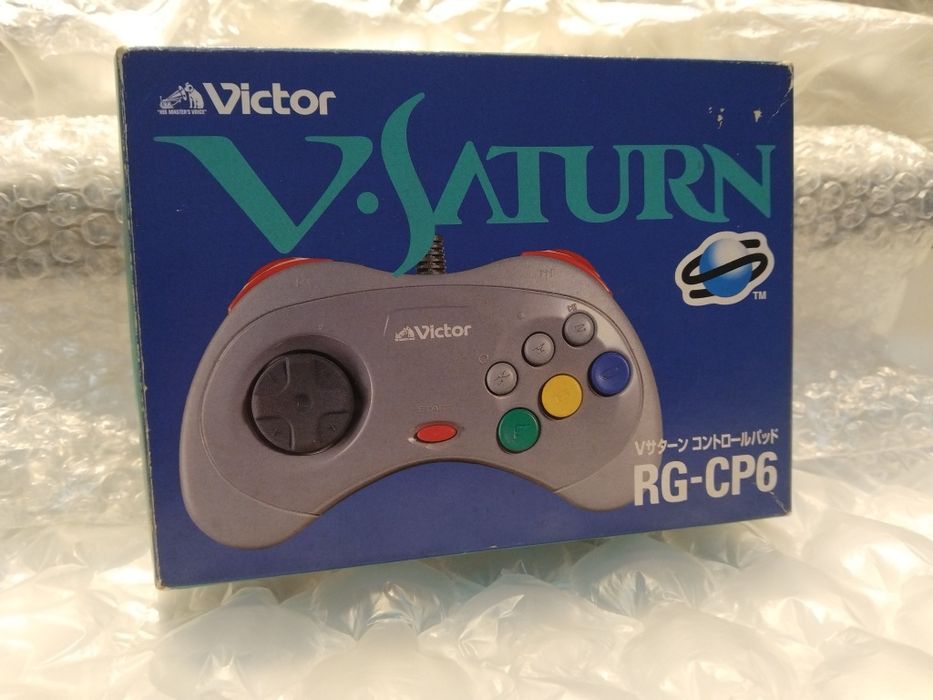 Victor
"HIS MASTER'S VOICE"
V·SATURN
TM
Victor
Z
Y
X
START
Vサターン コントロールパッド
RG-CP6